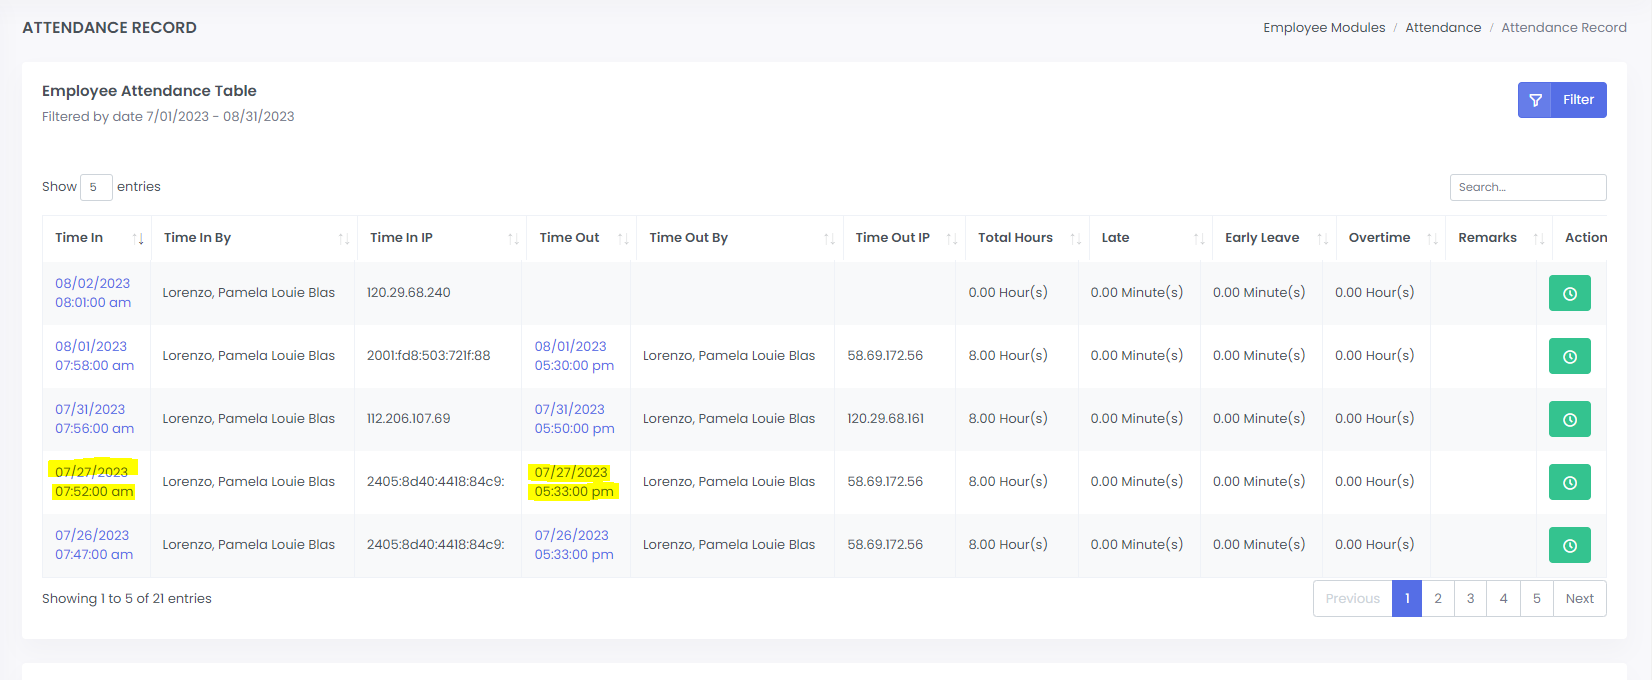 ATTENDANCE RECORD
Employee Modules / Attendance / Attendance Record
Employee Attendance Table
Filtered by date 7/01/2023 - 08/31/2023
Filter
Show 5 entries
Search...
Time In Time In By Time In IP Time Out Time Out By Time Out IP Total Hours Late Early Leave Overtime Remarks Action
08/02/2023
08:01:00 am
Lorenzo, Pamela Louie Blas 120.29.68.240 0.00 Hour(s) 0.00 Minute(s) 0.00 Minute(s) 0.00 Hour(s)
08/01/2023 08/01/2023
07:58:00 am 05:30:00 pm
Lorenzo, Pamela Louie Blas 2001:fd8:503:721f:88 Lorenzo, Pamela Louie Blas 58.69.172.56 8.00 Hour(s) 0.00 Minute(s) 0.00 Minute(s) 0.00 Hour(s)
07/31/2023 07/31/2023
07:56:00 am 05:50:00 pm
Lorenzo, Pamela Louie Blas 112.206.107.69 Lorenzo, Pamela Louie Blas 120.29.68.161 8.00 Hour(s) 0.00 Minute(s) 0.00 Minute(s) 0.00 Hour(s)
07/27/2023 07/27/2023
07:52:00 am 05:33:00 pm
Lorenzo, Pamela Louie Blas 2405:8d40:4418:84c9: Lorenzo, Pamela Louie Blas 58.69.172.56 8.00 Hour(s) 0.00 Minute(s) 0.00 Minute(s) 0.00 Hour(s)
07/26/2023 07/26/2023
07:47:00 am 05:33:00 pm
Lorenzo, Pamela Louie Blas 2405:8d40:4418:84c9: Lorenzo, Pamela Louie Blas 58.69.172.56 8.00 Hour(s) 0.00 Minute(s) 0.00 Minute(s) 0.00 Hour(s)
Showing 1 to 5 of 21 entries
Previous 1 2 3 4 5 Next